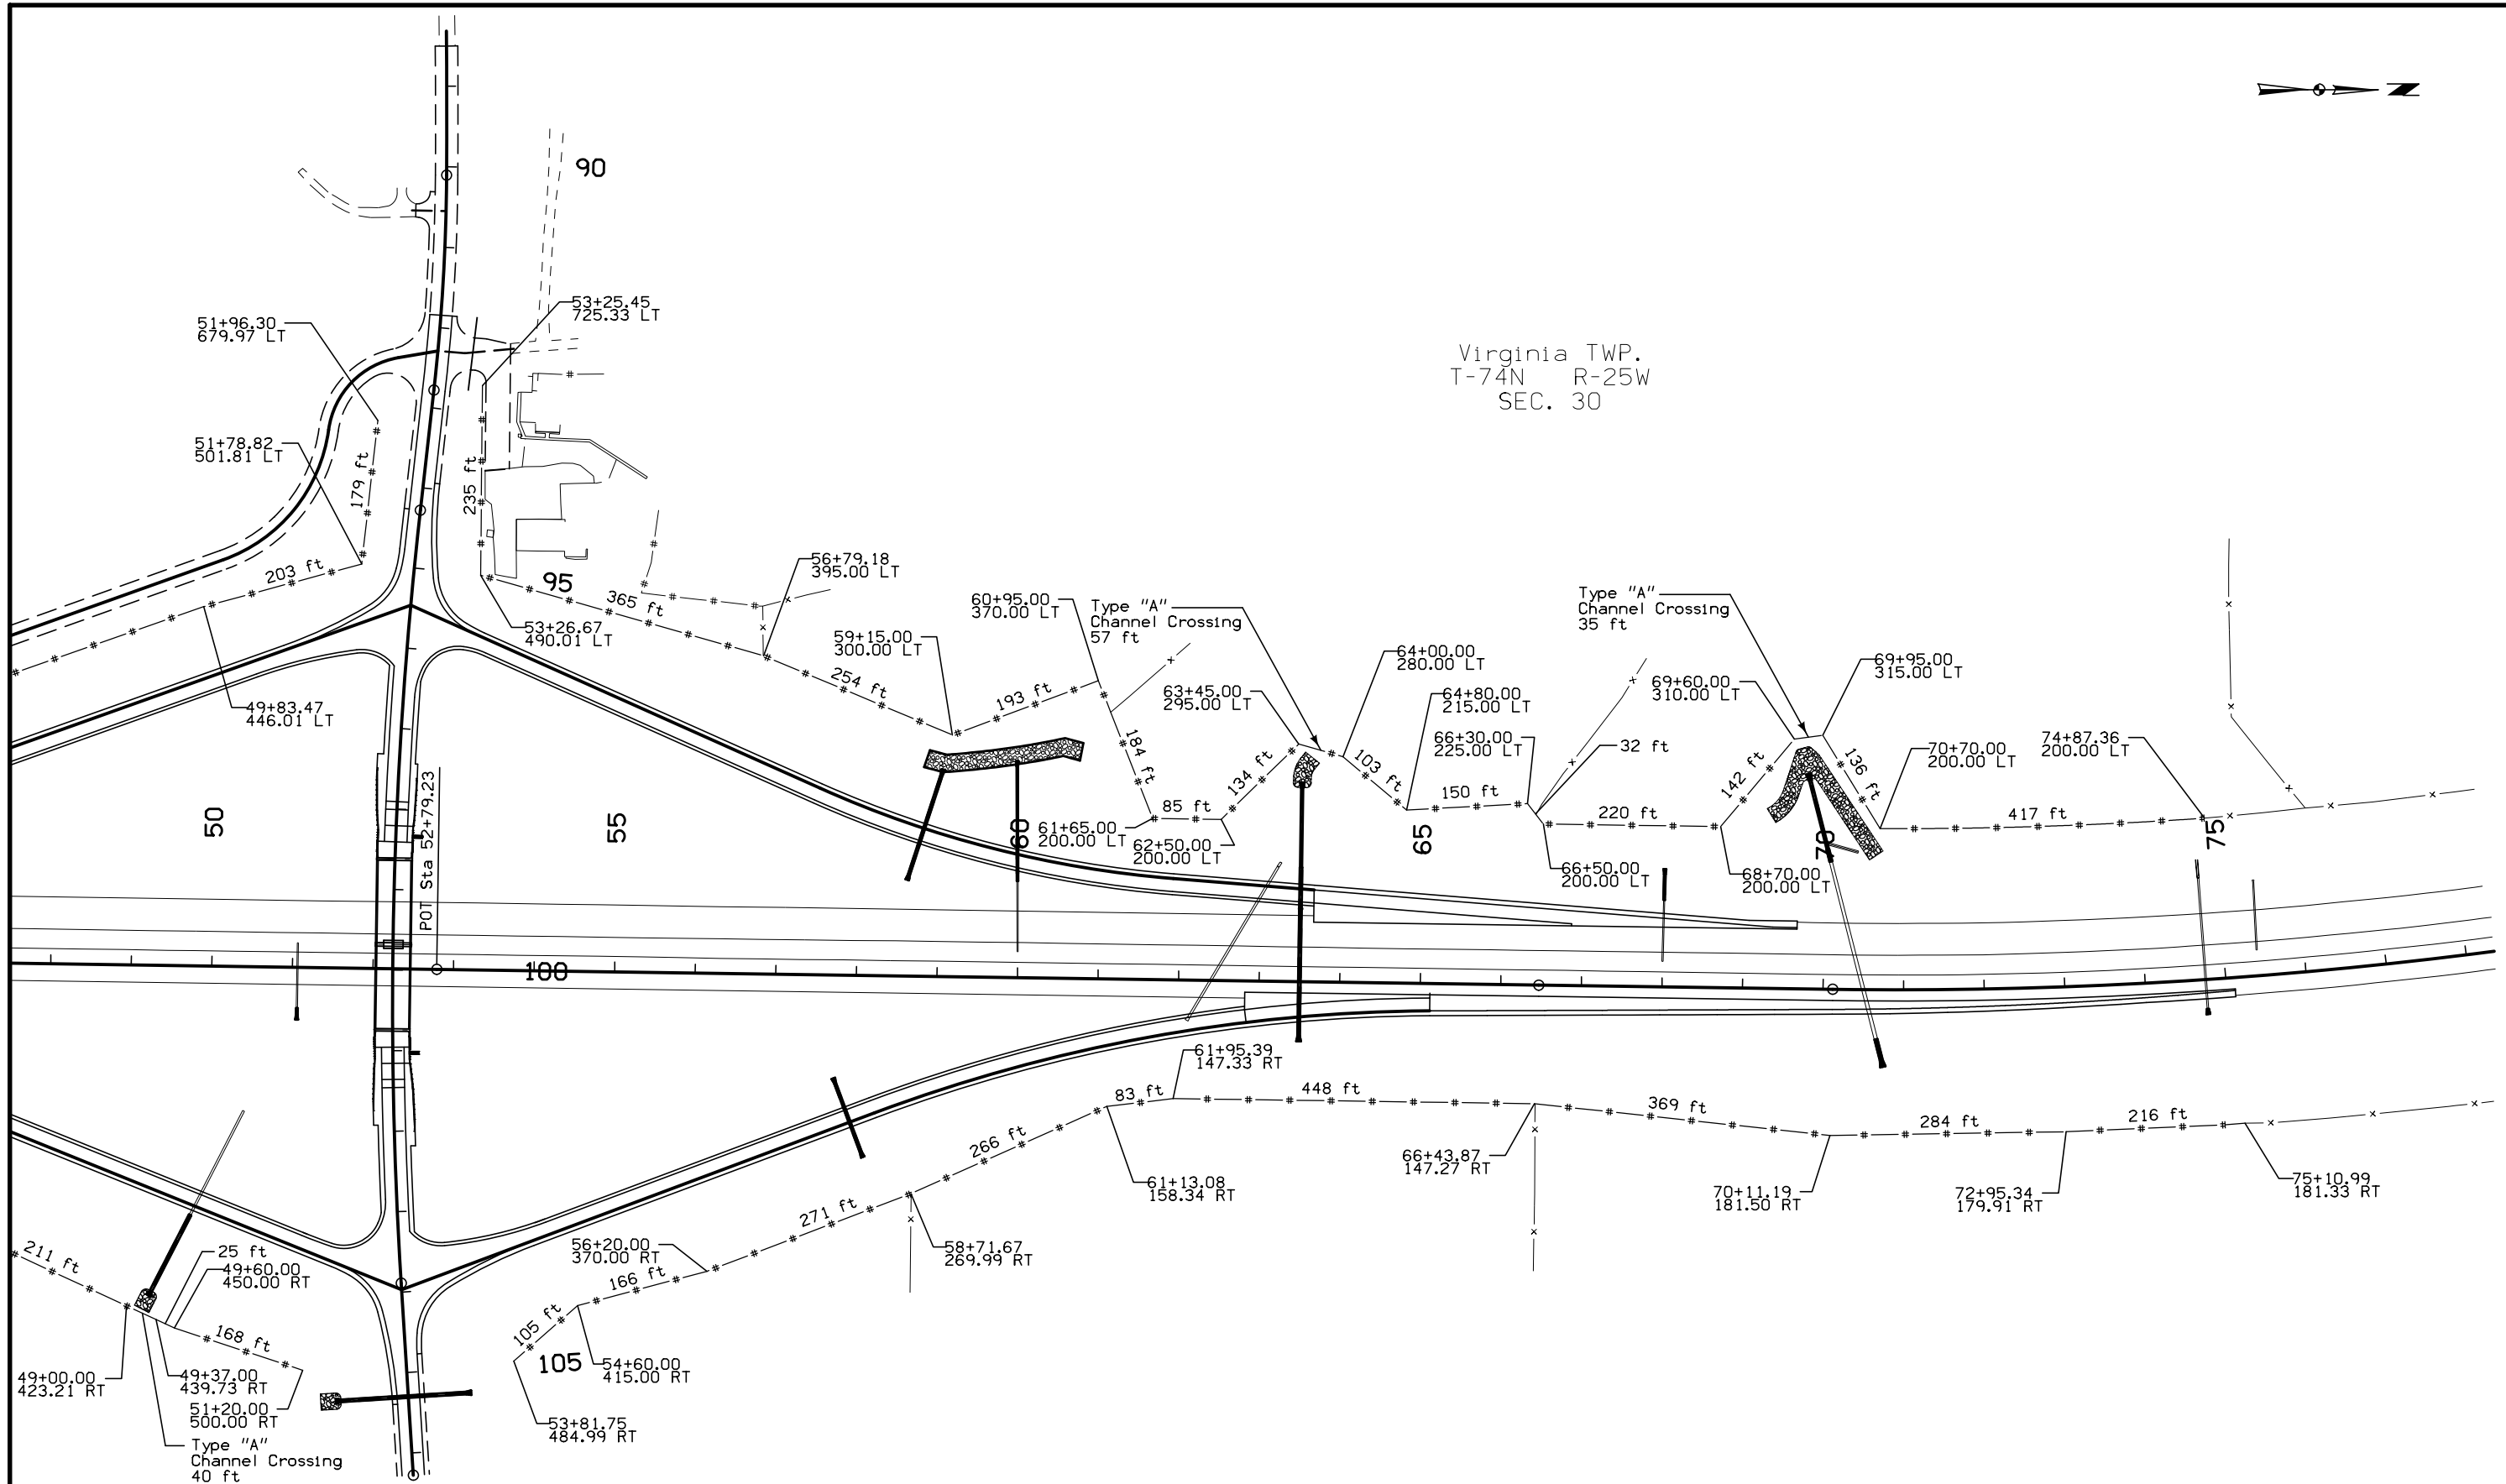 N
90
51+96.30
679.97 LT
53+25.45
725.33 LT
Virginia TWP.
T-74N R-25W
SEC. 30
51+78.82
501.81 LT
179 ft
235 ft
203 ft
95
365 ft
56+79.18
395.00 LT
53+26.67
490.01 LT
49+83.47
446.01 LT
59+15.00
300.00 LT
254 ft
60+95.00
370.00 LT
193 ft
184 ft
Type "A"
Channel Crossing
57 ft
63+45.00
295.00 LT
64+00.00
280.00 LT
64+80.00
215.00 LT
66+30.00
225.00 LT
32 ft
Type "A"
Channel Crossing
35 ft
69+60.00
310.00 LT
69+95.00
315.00 LT
70+70.00
200.00 LT
74+87.36
200.00 LT
134 ft
103 ft
150 ft
142 ft
136 ft
85 ft
220 ft
417 ft
61+65.00
200.00 LT
62+50.00
200.00 LT
66+50.00
200.00 LT
68+70.00
200.00 LT
50
POT Sta 52+79.23
55
60
65
70
75
100
61+95.39
147.33 RT
83 ft
448 ft
369 ft
284 ft
216 ft
266 ft
61+13.08
158.34 RT
66+43.87
147.27 RT
70+11.19
181.50 RT
72+95.34
179.91 RT
75+10.99
181.33 RT
271 ft
58+71.67
269.99 RT
56+20.00
370.00 RT
166 ft
105 ft
105
54+60.00
415.00 RT
53+81.75
484.99 RT
211 ft
25 ft
49+60.00
450.00 RT
168 ft
49+00.00
423.21 RT
49+37.00
439.73 RT
51+20.00
500.00 RT
Type "A"
Channel Crossing
40 ft